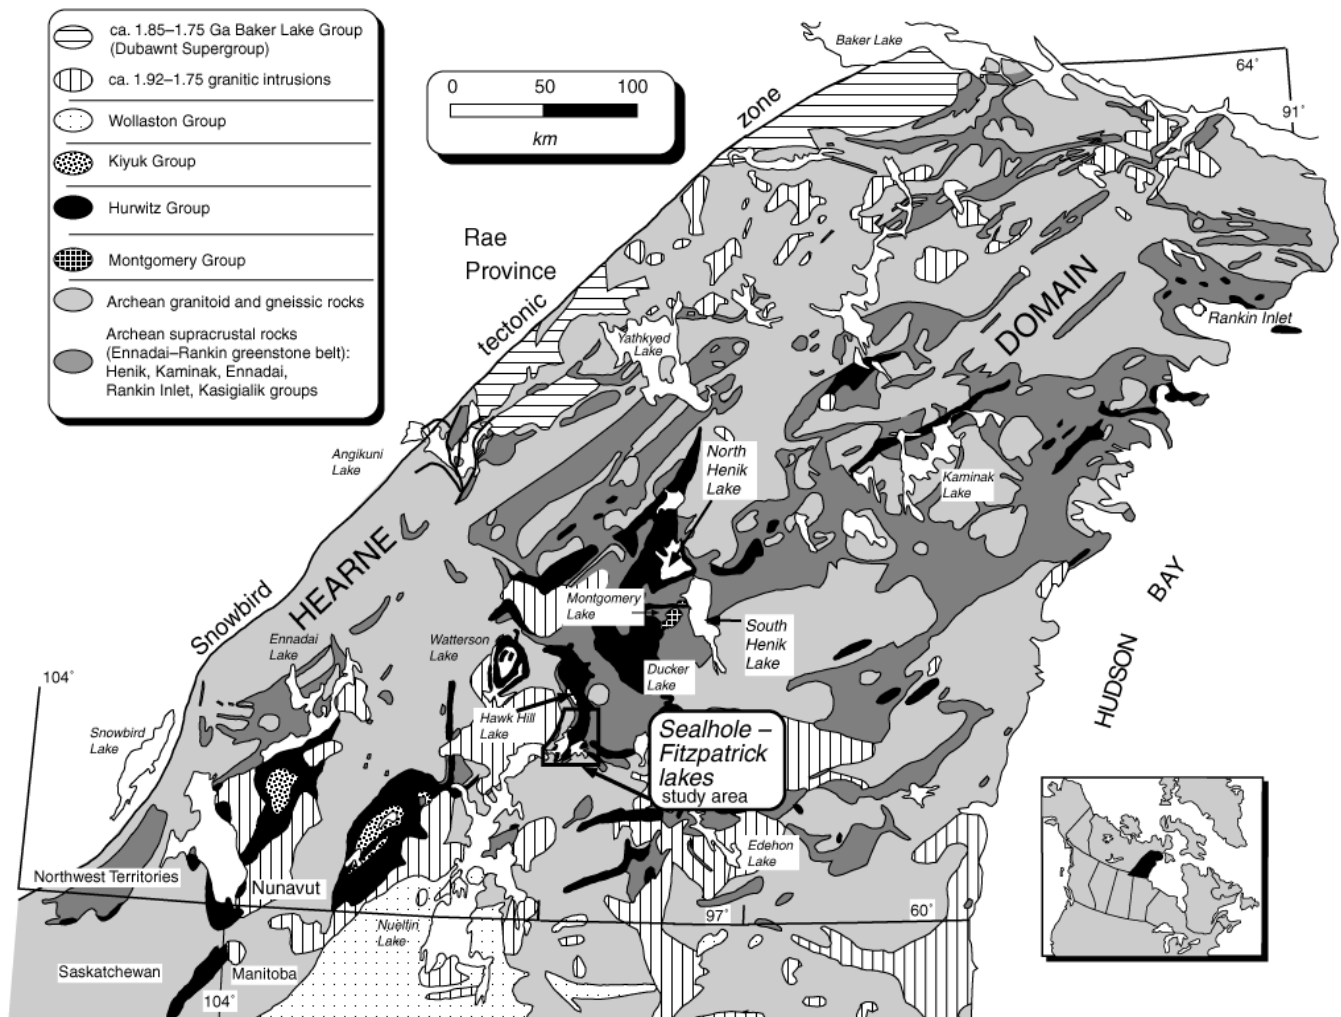 ca. 1.85–1.75 Ga Baker Lake Group
(Dubawnt Supergroup)
ca. 1.92–1.75 granitic intrusions
Wollaston Group
Kiyuk Group
Hurwitz Group
Montgomery Group
Archean granitoid and gneissic rocks
Archean supracrustal rocks
(Ennadai–Rankin greenstone belt):
Henik, Kaminak, Ennadai,
Rankin Inlet, Kasigialik groups
0 50 100
km
Baker Lake
64°
91°
zone
Rae
Province
tectonic
DOMAIN
Rankin Inlet
Yathkyed
Lake
Angikuni
Lake
North
Henik
Lake
Kaminak
Lake
HEARNE
Snowbird
BAY
HUDSON
Montgomery
Lake
South
Henik
Lake
Ennadai
Lake
Watterson
Lake
Ducker
Lake
104°
Hawk Hill
Lake
Snowbird
Lake
Sealhole –
Fitzpatrick
lakes
study area
Edehon
Lake
Northwest Territories
Nunavut
97°
60°
Nueltin
Lake
Saskatchewan
Manitoba
104°